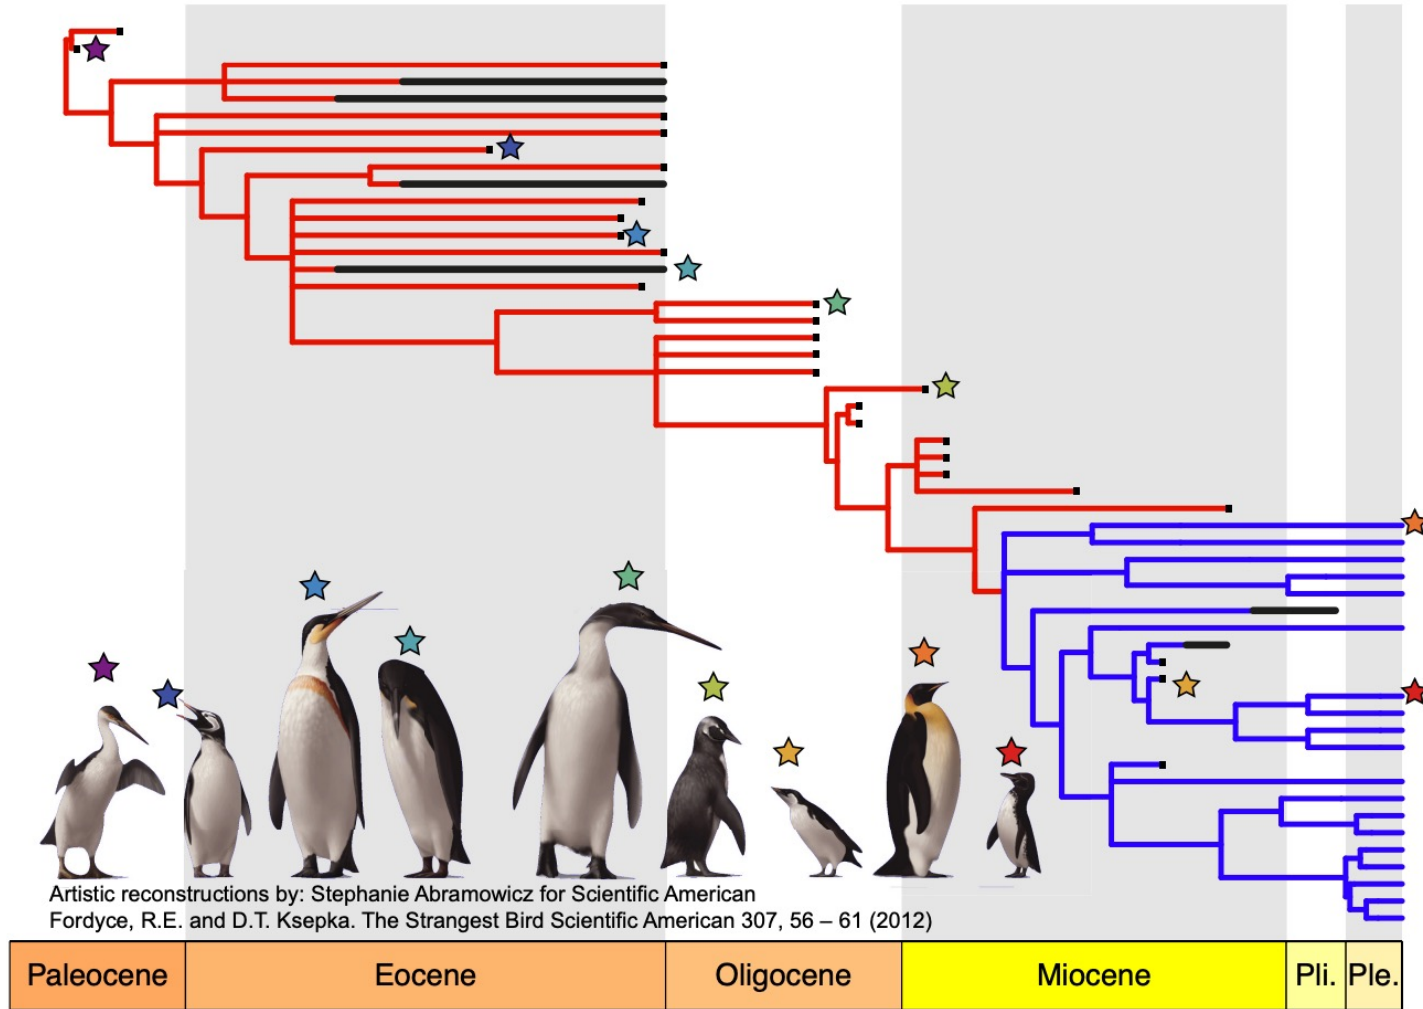 Artistic reconstructions by: Stephanie Abramowicz for Scientific American
Fordyce, R.E. and D.T. Ksepka. The Strangest Bird Scientific American 307, 56 – 61 (2012)
Paleocene Eocene Oligocene Miocene Pli. Ple.